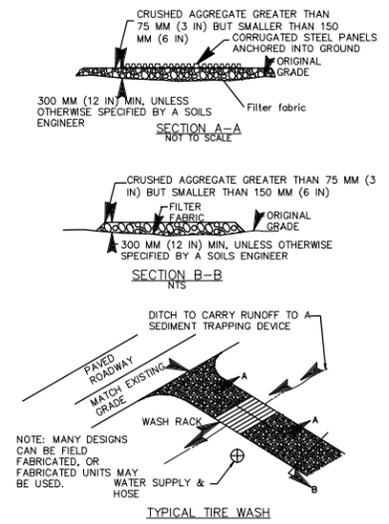 CRUSHED AGGREGATE GREATER THAN
75 MM (3 IN) BUT SMALLER THAN 150
MM (6 IN)
CORRUGATED STEEL PANELS
ANCHORED INTO GROUND
ORIGINAL
GRADE
300 MM (12 IN) MIN, UNLESS
OTHERWISE SPECIFIED BY A SOILS
ENGINEER
Filter fabric
SECTION A-A
NOT TO SCALE
CRUSHED AGGREGATE GREATER THAN 75 MM (3
IN) BUT SMALLER THAN 150 MM (6 IN)
FILTER
FABRIC
ORIGINAL
GRADE
300 MM (12 IN) MIN, UNLESS OTHERWISE
SPECIFIED BY A SOILS ENGINEER
SECTION B-B
NTS
DITCH TO CARRY RUNOFF TO A
SEDIMENT TRAPPING DEVICE
PAVED
ROADWAY
MATCH EXISTING
GRADE
A
WASH RACK
A
NOTE: MANY DESIGNS
CAN BE FIELD
FABRICATED, OR
FABRICATED UNITS MAY
BE USED.
WATER SUPPLY &
HOSE
B
TYPICAL TIRE WASH